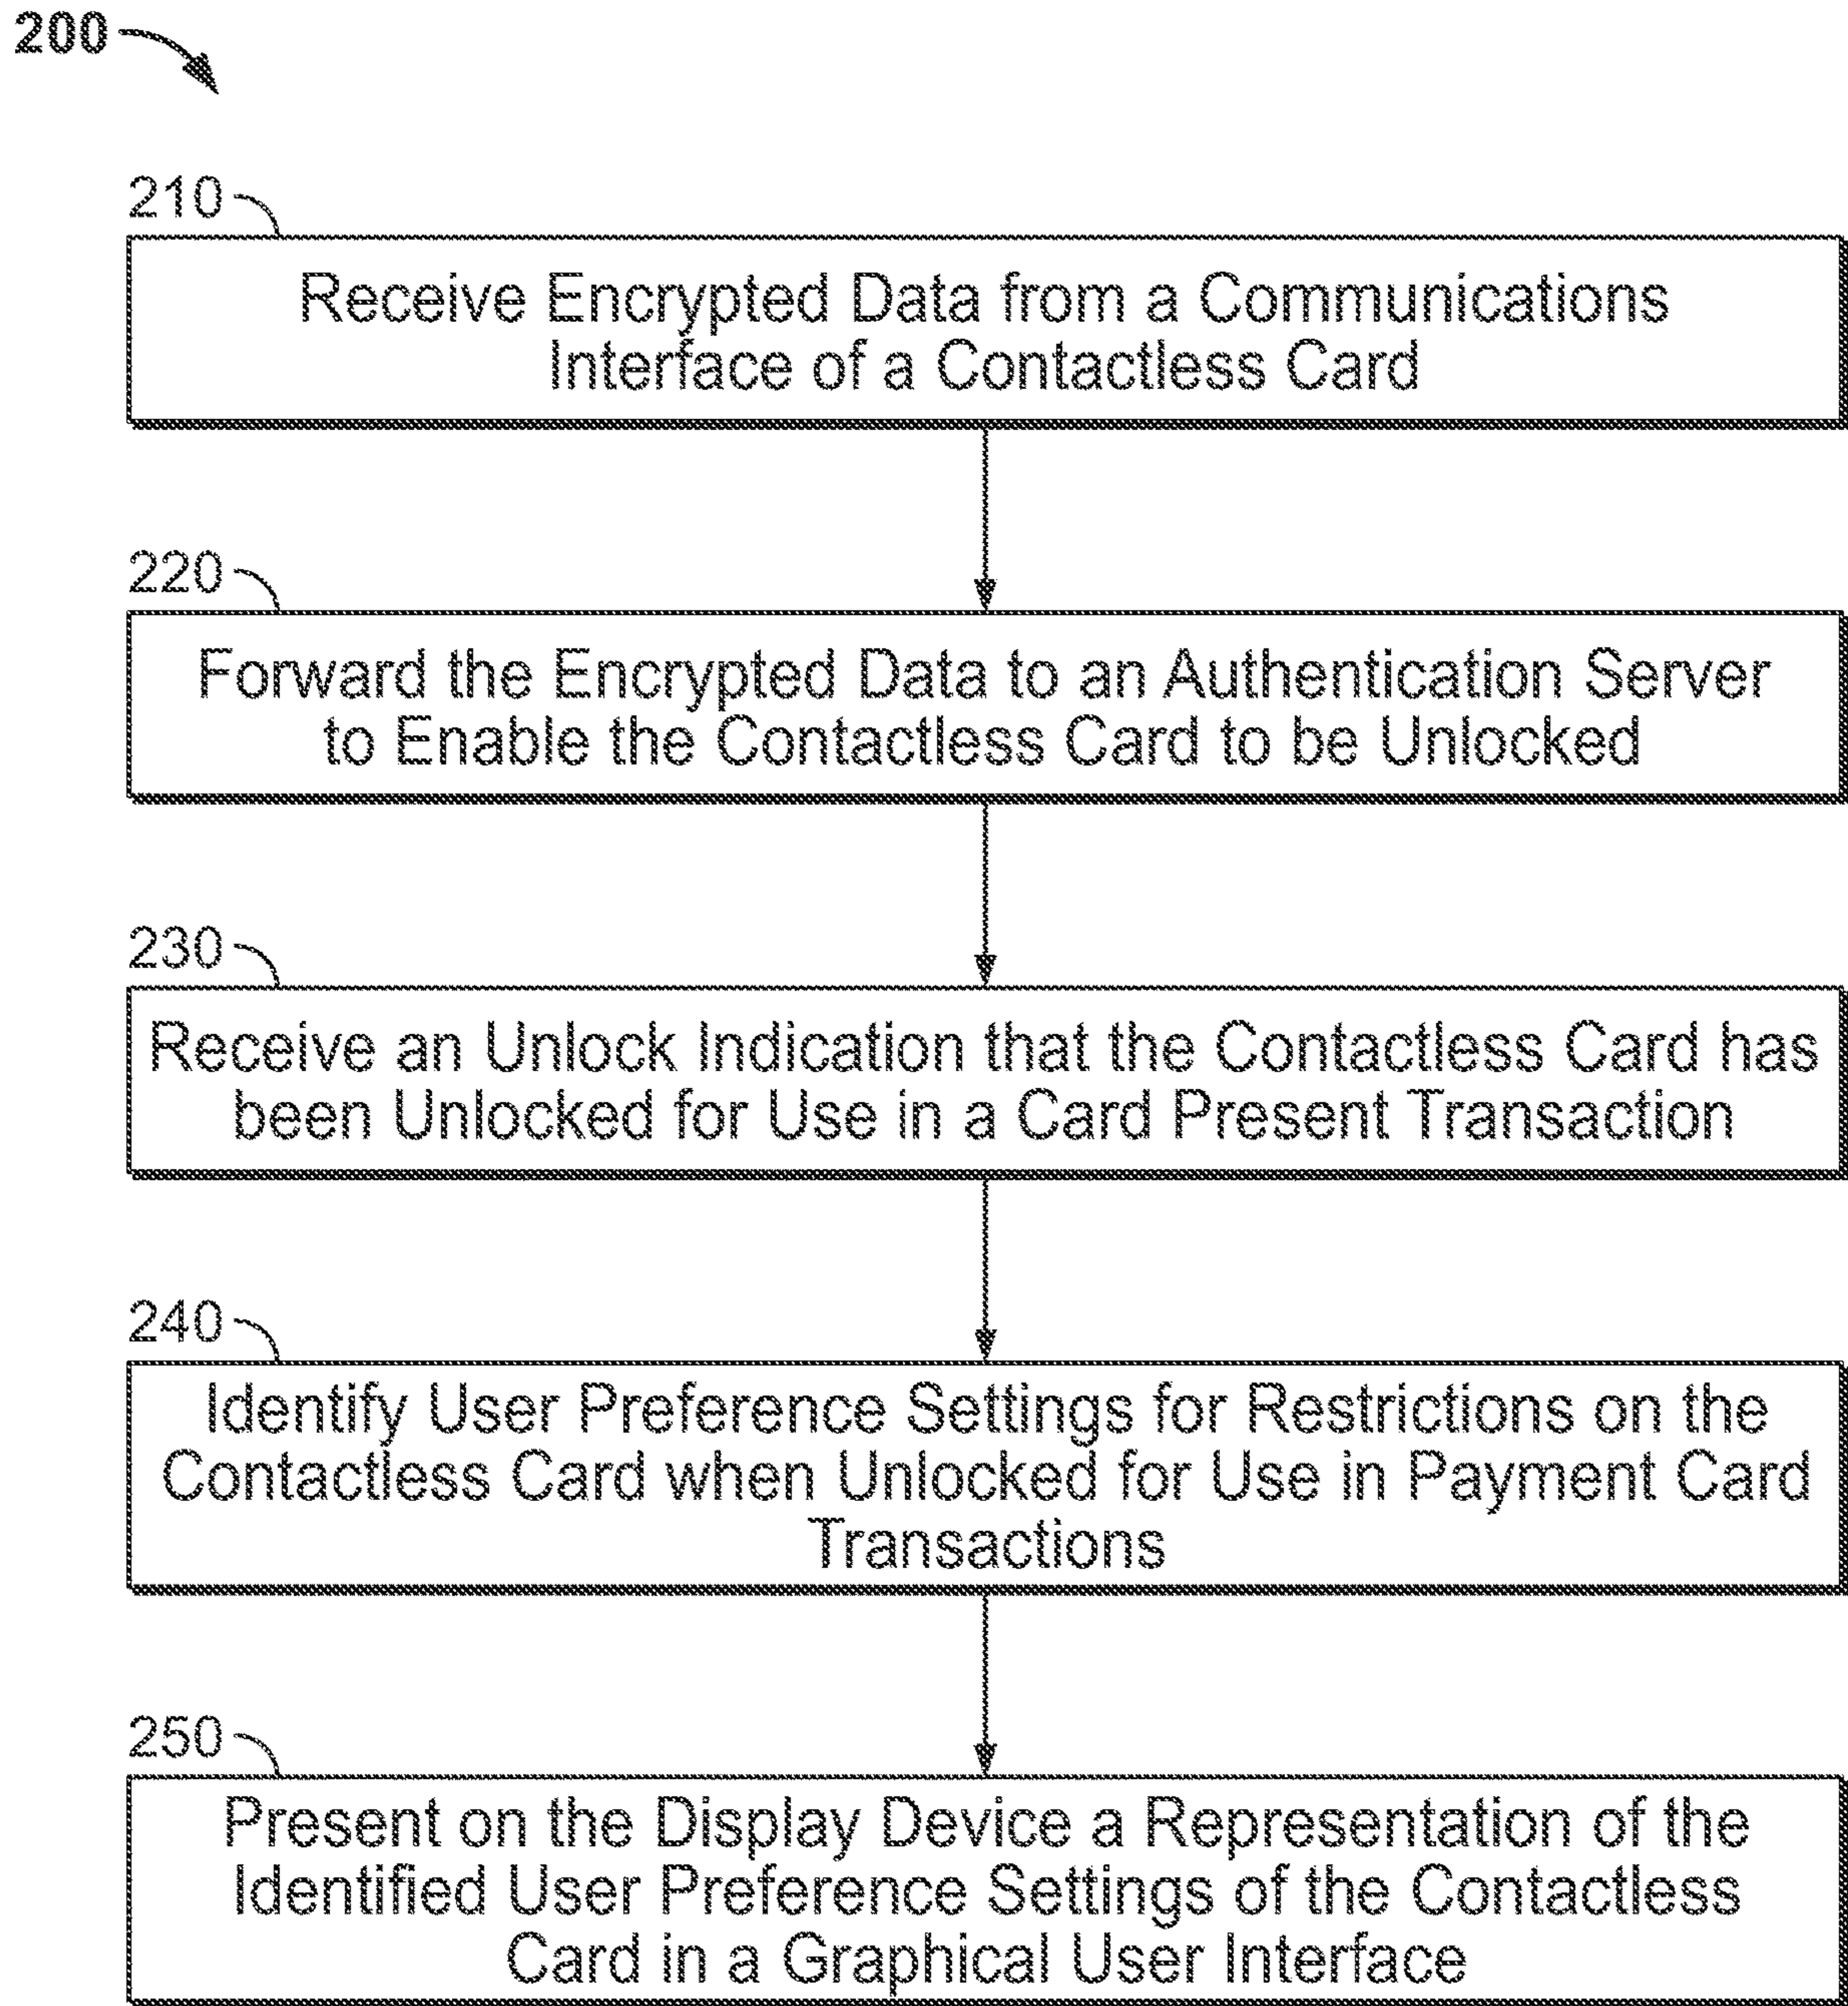 200
210
Receive Encrypted Data from a Communications
Interface of a Contactless Card
220
Forward the Encrypted Data to an Authentication Server
to Enable the Contactless Card to be Unlocked
230
Receive an Unlock Indication that the Contactless Card has
been Unlocked for Use in a Card Present Transaction
240
Identify User Preference Settings for Restrictions on the
Contactless Card when Unlocked for Use in Payment Card
Transactions
250
Present on the Display Device a Representation of the
Identified User Preference Settings of the Contactless
Card in a Graphical User Interface